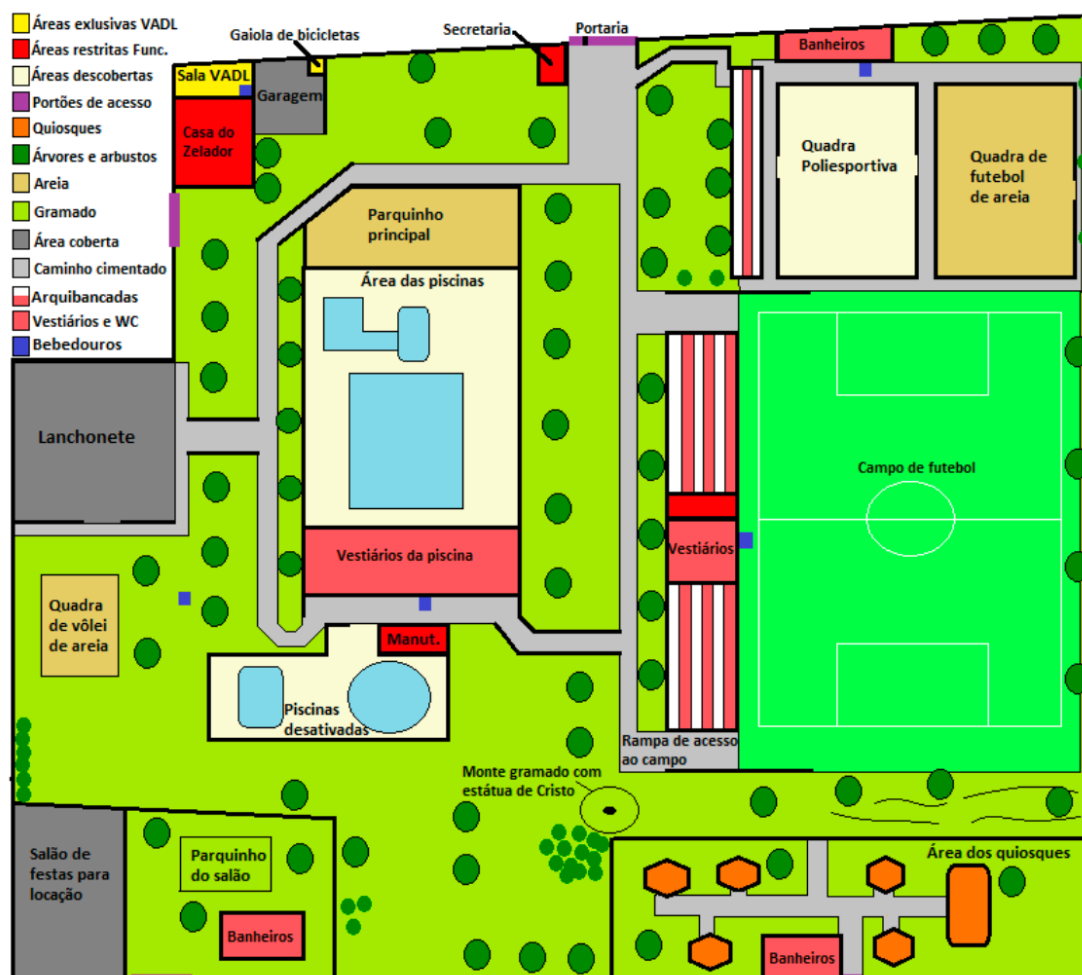 Áreas exlusivas VADL
Áreas restritas Func.
Áreas descobertas
Portões de acesso
Quiosques
Árvores e arbustos
Areia
Gramado
Área coberta
Caminho cimentado
Arquibancadas
Vestiários e WC
Bebedouros
Gaiola de bicicletas
Secretaria
Portaria
Banheiros
Sala VADL
Garagem
Casa do
Zelador
Quadra
Poliesportiva
Quadra de
futebol
de areia
Parquinho
principal
Área das piscinas
Lanchonete
Campo de futebol
Vestiários da piscina
Vestiários
Quadra
de vôlei
de areia
Manut.
Piscinas
desativadas
Rampa de acesso
ao campo
Monte gramado com
estátua de Cristo
Salão de
festas para
locação
Parquinho
do salão
Banheiros
Área dos quiosques
Banheiros